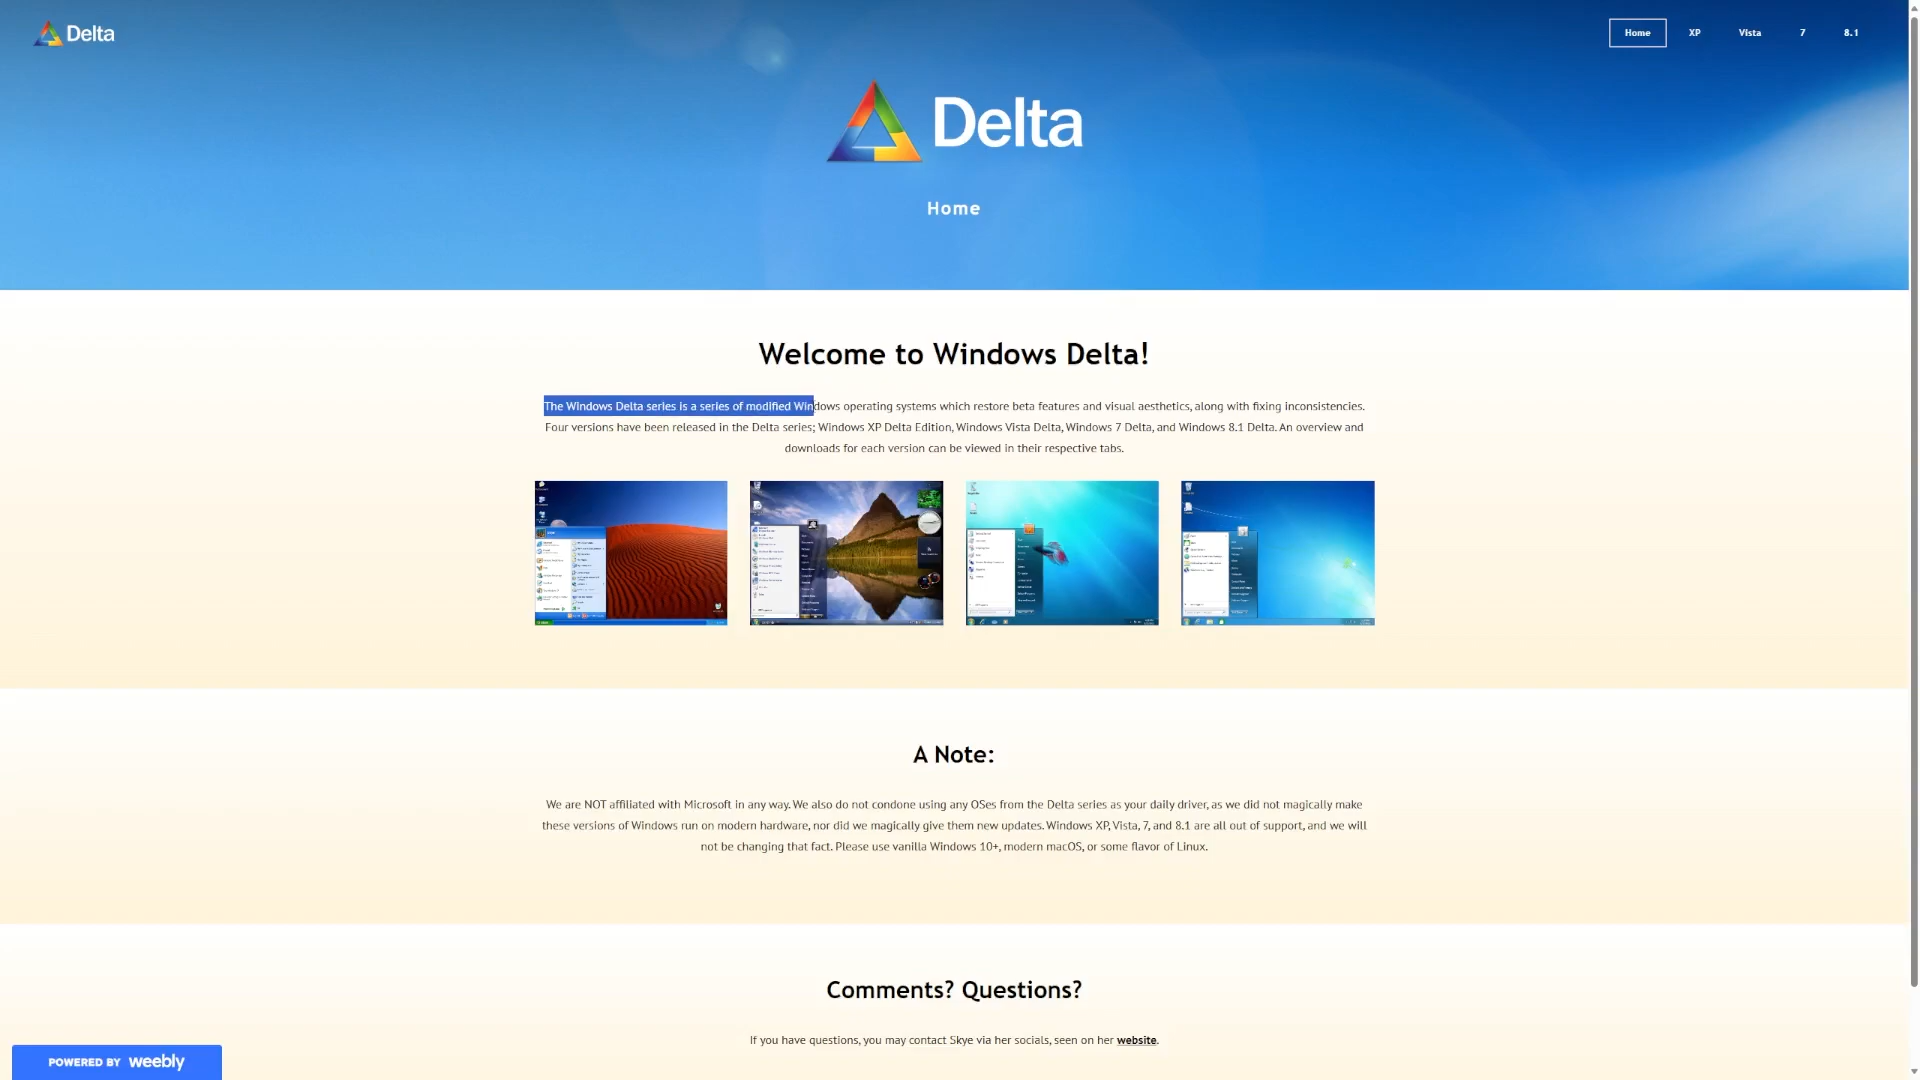 Delta
Home XP Vista 7 8.1
Delta
Home
Welcome to Windows Delta!
The Windows Delta series is a series of modified Windows operating systems which restore beta features and visual aesthetics, along with fixing inconsistencies.
Four versions have been released in the Delta series; Windows XP Delta Edition, Windows Vista Delta, Windows 7 Delta, and Windows 8.1 Delta. An overview and
downloads for each version can be viewed in their respective tabs.
A Note:
We are NOT affiliated with Microsoft in any way. We also do not condone using any OSes from the Delta series as your daily driver, as we did not magically make
these versions of Windows run on modern hardware, nor did we magically give them new updates. Windows XP, Vista, 7, and 8.1 are all out of support, and we will
not be changing that fact. Please use vanilla Windows 10+, modern macOS, or some flavor of Linux.
Comments? Questions?
If you have questions, you may contact Skye via her socials, seen on her website.
POWERED BY weebly